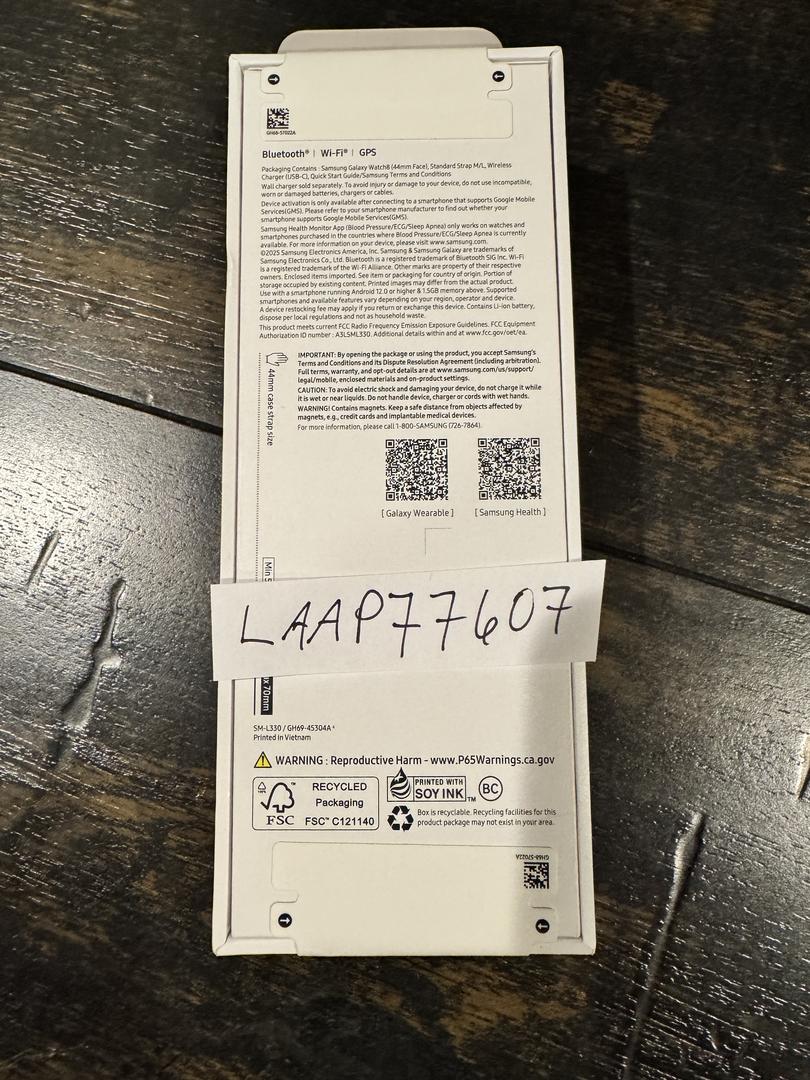 GH68-57022A
Bluetooth® | Wi-Fi® | GPS
Packaging Contains : Samsung Galaxy Watch8 (44mm Face), Standard Strap M/L, Wireless
Charger (USB-C), Quick Start Guide/Samsung Terms and Conditions
Wall charger sold separately. To avoid injury or damage to your device, do not use incompatible,
worn or damaged batteries, chargers or cables.
Device activation is only available after connecting to a smartphone that supports Google Mobile
Services(GMS). Please refer to your smartphone manufacturer to find out whether your
smartphone supports Google Mobile Services(GMS).
Samsung Health Monitor App (Blood Pressure/ECG/Sleep Apnea) only works on watches and
smartphones purchased in the countries where Blood Pressure/ECG/Sleep Apnea is currently
available. For more information on your device, please visit www.samsung.com.
©2025 Samsung Electronics America, Inc. Samsung & Samsung Galaxy are trademarks of
Samsung Electronics Co., Ltd. Bluetooth is a registered trademark of Bluetooth SIG Inc. Wi-Fi
is a registered trademark of the Wi-Fi Alliance. Other marks are property of their respective
owners. Enclosed items imported. See item or packaging for country of origin. Portion of
storage occupied by existing content. Printed images may differ from the actual product.
Use with a smartphone running Android 12.0 or higher & 1.5GB memory above. Supported
smartphones and available features vary depending on your region, operator and device.
A device restocking fee may apply if you return or exchange this device. Contains Li-ion battery,
dispose per local regulations and not as household waste.
This product meets current FCC Radio Frequency Emission Exposure Guidelines. FCC Equipment
Authorization ID number : A3LSML330. Additional details within and at www.fcc.gov/oet/ea.
IMPORTANT: By opening the package or using the product, you accept Samsung's
Terms and Conditions and its Dispute Resolution Agreement (including arbitration).
Full terms, warranty, and opt-out details are at www.samsung.com/us/support/
legal/mobile, enclosed materials and on-product settings.
CAUTION: To avoid electric shock and damaging your device, do not charge it while
it is wet or near liquids. Do not handle device, charger or cords with wet hands.
WARNING! Contains magnets. Keep a safe distance from objects affected by
magnets, e.g., credit cards and implantable medical devices.
For more information, please call 1-800-SAMSUNG (726-7864).
44mm case strap size
[ Galaxy Wearable ] [ Samsung Health ]
Min
LAAP77607
70mm
SM-L330 / GH69-45304A
Printed in Vietnam
WARNING : Reproductive Harm - www.P65Warnings.ca.gov
100%
FSC™
RECYCLED
Packaging
FSC™ C121140
PRINTED WITH
SOY INK™
BC
Box is recyclable. Recycling facilities for this
product package may not exist in your area.
GH68-57022A